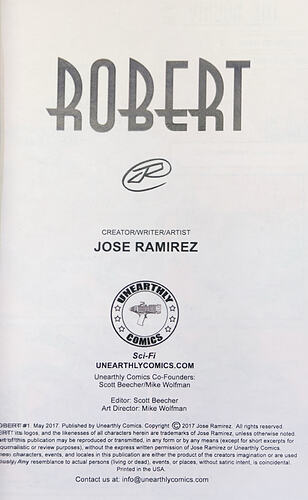 ROBERT
R
CREATOR/WRITER/ARTIST
JOSE RAMIREZ
UNEARTHLY
COMICS
Sci-Fi
UNEARTHLYCOMICS.COM
Unearthly Comics Co-Founders:
Scott Beecher/Mike Wolfman
Editor: Scott Beecher
Art Director: Mike Wolfman
#1. May 2017. Published by Unearthly Comics. Copyright © 2017 Jose Ramirez. All rights reserved.
its logos, and the likenesses of all characters herein are trademarks of Jose Ramirez, unless otherwise noted.
of this publication may be reproduced or transmitted, in any form or by any means (except for short excerpts for
journalistic or review purposes), without the express written permission of Jose Ramirez or Unearthly Comics.
names, characters, events, and locales in this publication are either the product of the creators imagination or are used
Any resemblance to actual persons (living or dead), events, or places, without satiric intent, is coincidental.
Printed in the USA.
Contact us at: info@unearthlycomics.com